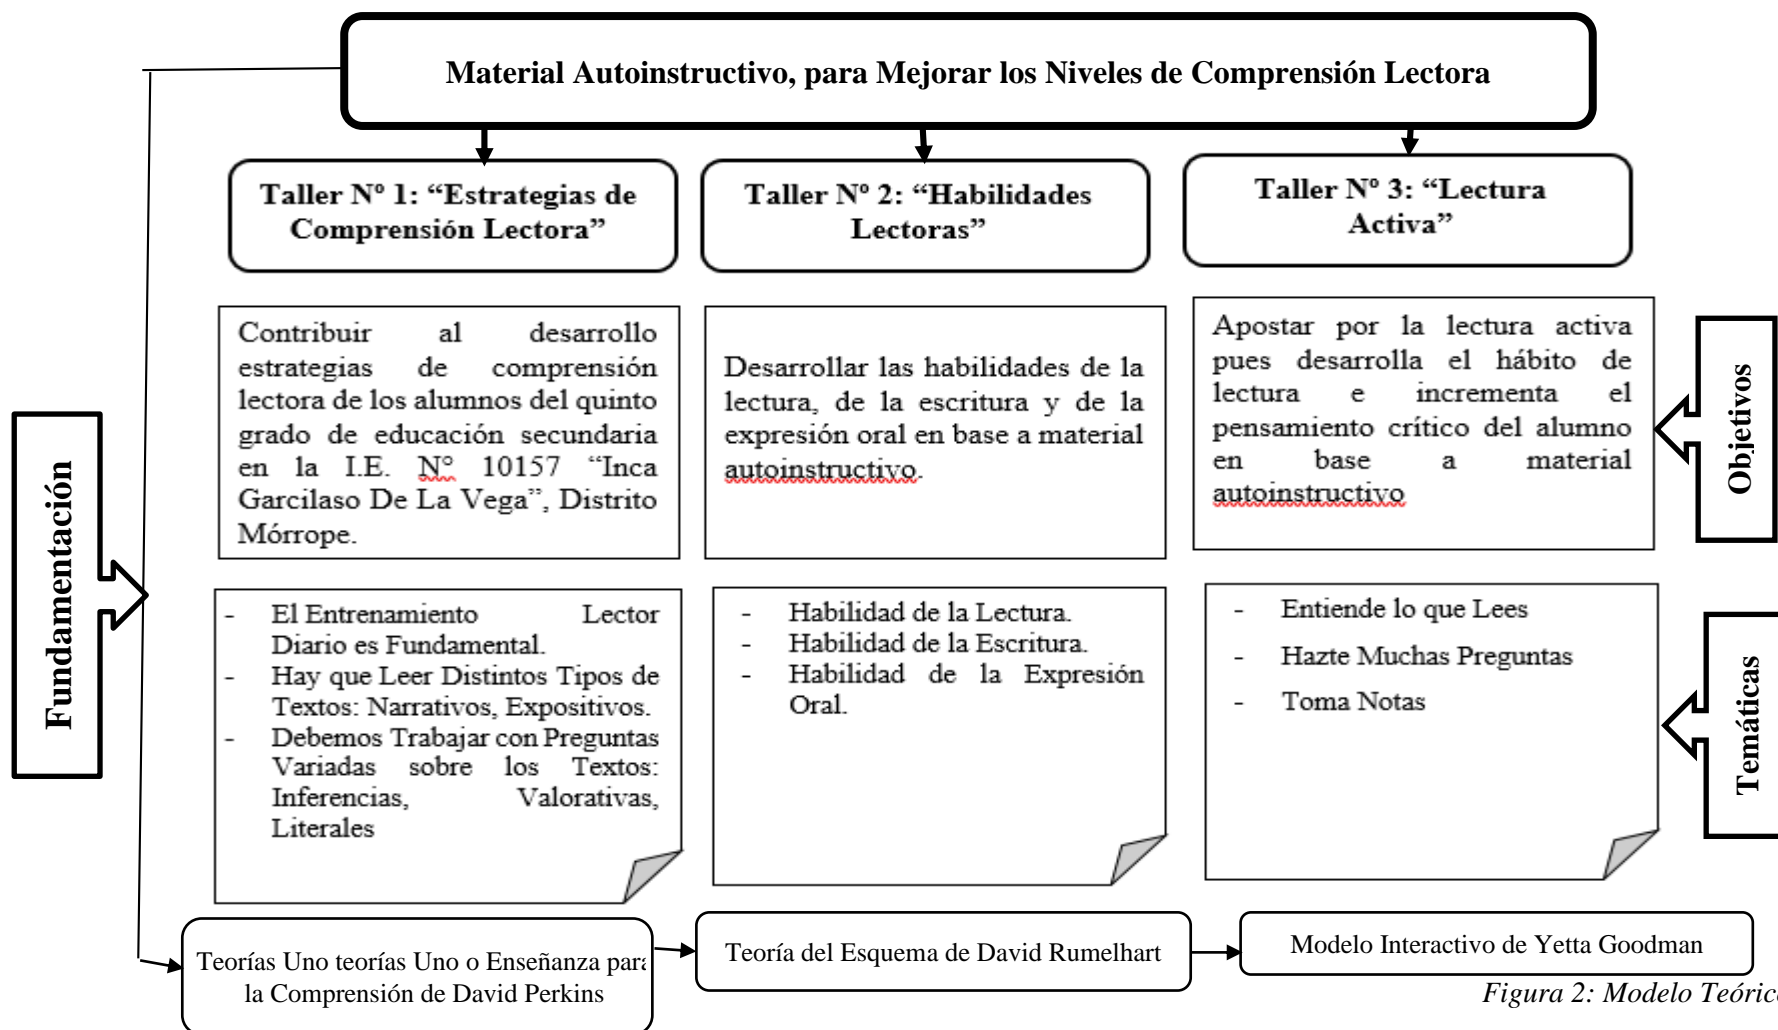 Material Autoinstructivo, para Mejorar los Niveles de Comprensión Lectora
Taller Nº 1: “Estrategias de
Comprensión Lectora”
Taller Nº 2: “Habilidades
Lectoras”
Taller Nº 3: “Lectura
Activa”
Contribuir al desarrollo
estrategias de comprensión
lectora de los alumnos del quinto
grado de educación secundaria
en la I.E. N° 10157 “Inca
Garcilaso De La Vega”, Distrito
Mórrope.
Desarrollar las habilidades de la
lectura, de la escritura y de la
expresión oral en base a material
autoinstructivo.
Apostar por la lectura activa
pues desarrolla el hábito de
lectura e incrementa el
pensamiento crítico del alumno
en base a material
autoinstructivo
Objetivos
Fundamentación
- El Entrenamiento Lector
Diario es Fundamental.
- Hay que Leer Distintos Tipos de
Textos: Narrativos, Expositivos.
- Debemos Trabajar con Preguntas
Variadas sobre los Textos:
Inferencias, Valorativas,
Literales
- Habilidad de la Lectura.
- Habilidad de la Escritura.
- Habilidad de la Expresión
Oral.
- Entiende lo que Lees
- Hazte Muchas Preguntas
- Toma Notas
Temáticas
Teorías Uno teorías Uno o Enseñanza para
la Comprensión de David Perkins
Teoría del Esquema de David Rumelhart
Modelo Interactivo de Yetta Goodman
Figura 2: Modelo Teórico